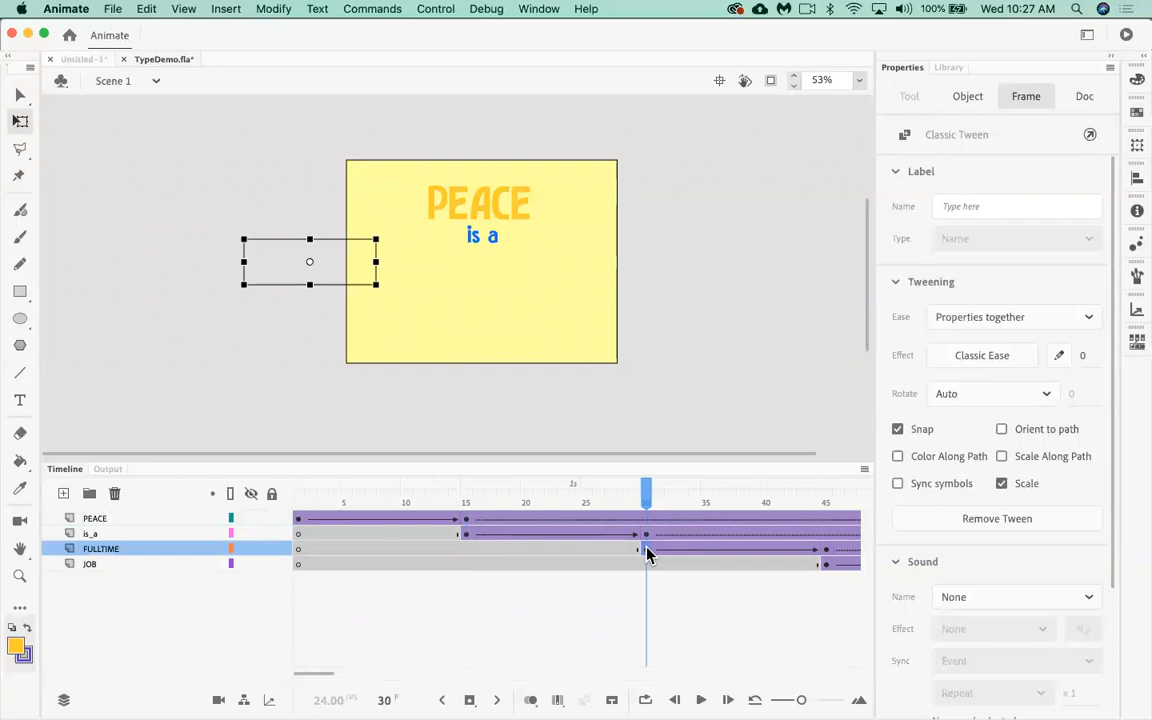 Animate File Edit View Insert Modify Text Commands Control Debug Window Help 100% Wed 10:27 AM
Animate
Untitled-1* TypeDemo.fla*
Scene 1 53%
PEACE
is a
Properties Library
Tool Object Frame Doc
Classic Tween
Label
Name Type here
Type Name
Tweening
Ease Properties together
Effect Classic Ease 0
Rotate Auto 0
Snap Orient to path
Color Along Path Scale Along Path
Sync symbols Scale
Remove Tween
Sound
Name None
Effect None
Sync Event
Repeat x 1
Timeline Output
1s
5 10 15 20 25 30 35 40 45
PEACE
is_a
FULLTIME
JOB
24.00 FPS 30 F